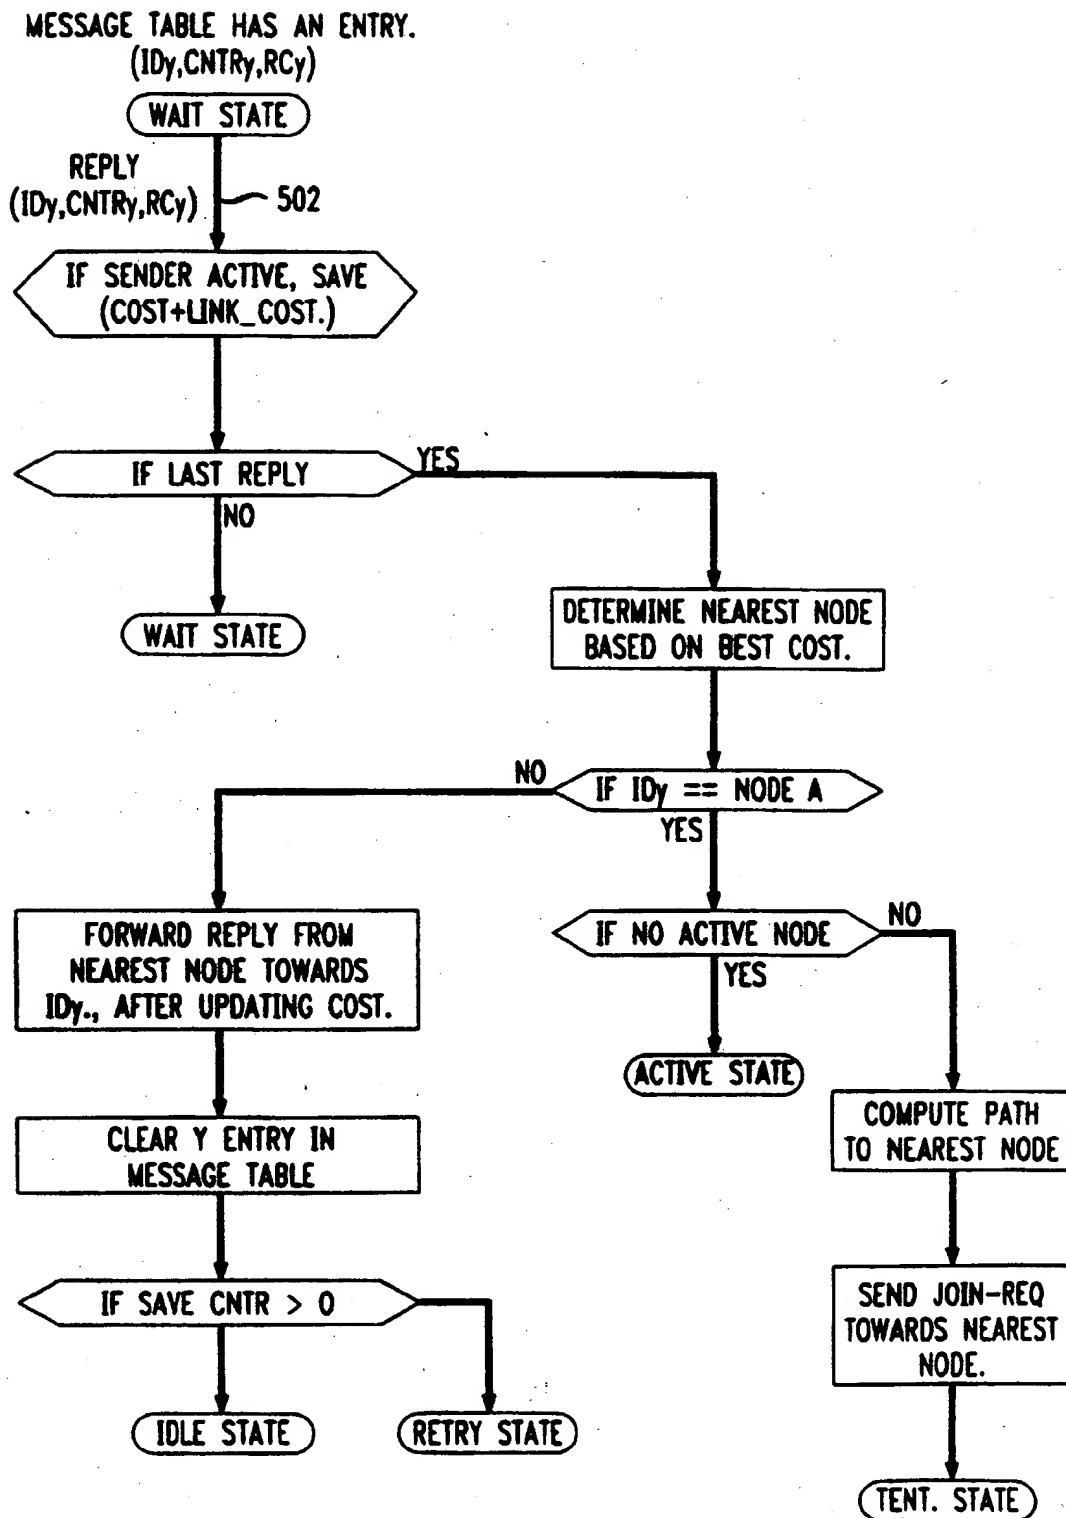 MESSAGE TABLE HAS AN ENTRY.
(IDy,CNTRy,RCy)
WAIT STATE
REPLY
(IDy,CNTRy,RCy)
502
IF SENDER ACTIVE, SAVE
(COST+LINK_COST.)
IF LAST REPLY
YES
NO
WAIT STATE
DETERMINE NEAREST NODE
BASED ON BEST COST.
NO
IF IDy == NODE A
YES
FORWARD REPLY FROM
NEAREST NODE TOWARDS
IDy., AFTER UPDATING COST.
IF NO ACTIVE NODE
NO
YES
ACTIVE STATE
CLEAR Y ENTRY IN
MESSAGE TABLE
COMPUTE PATH
TO NEAREST NODE
IF SAVE CNTR > 0
SEND JOIN-REQ
TOWARDS NEAREST
NODE.
IDLE STATE
RETRY STATE
TENT. STATE